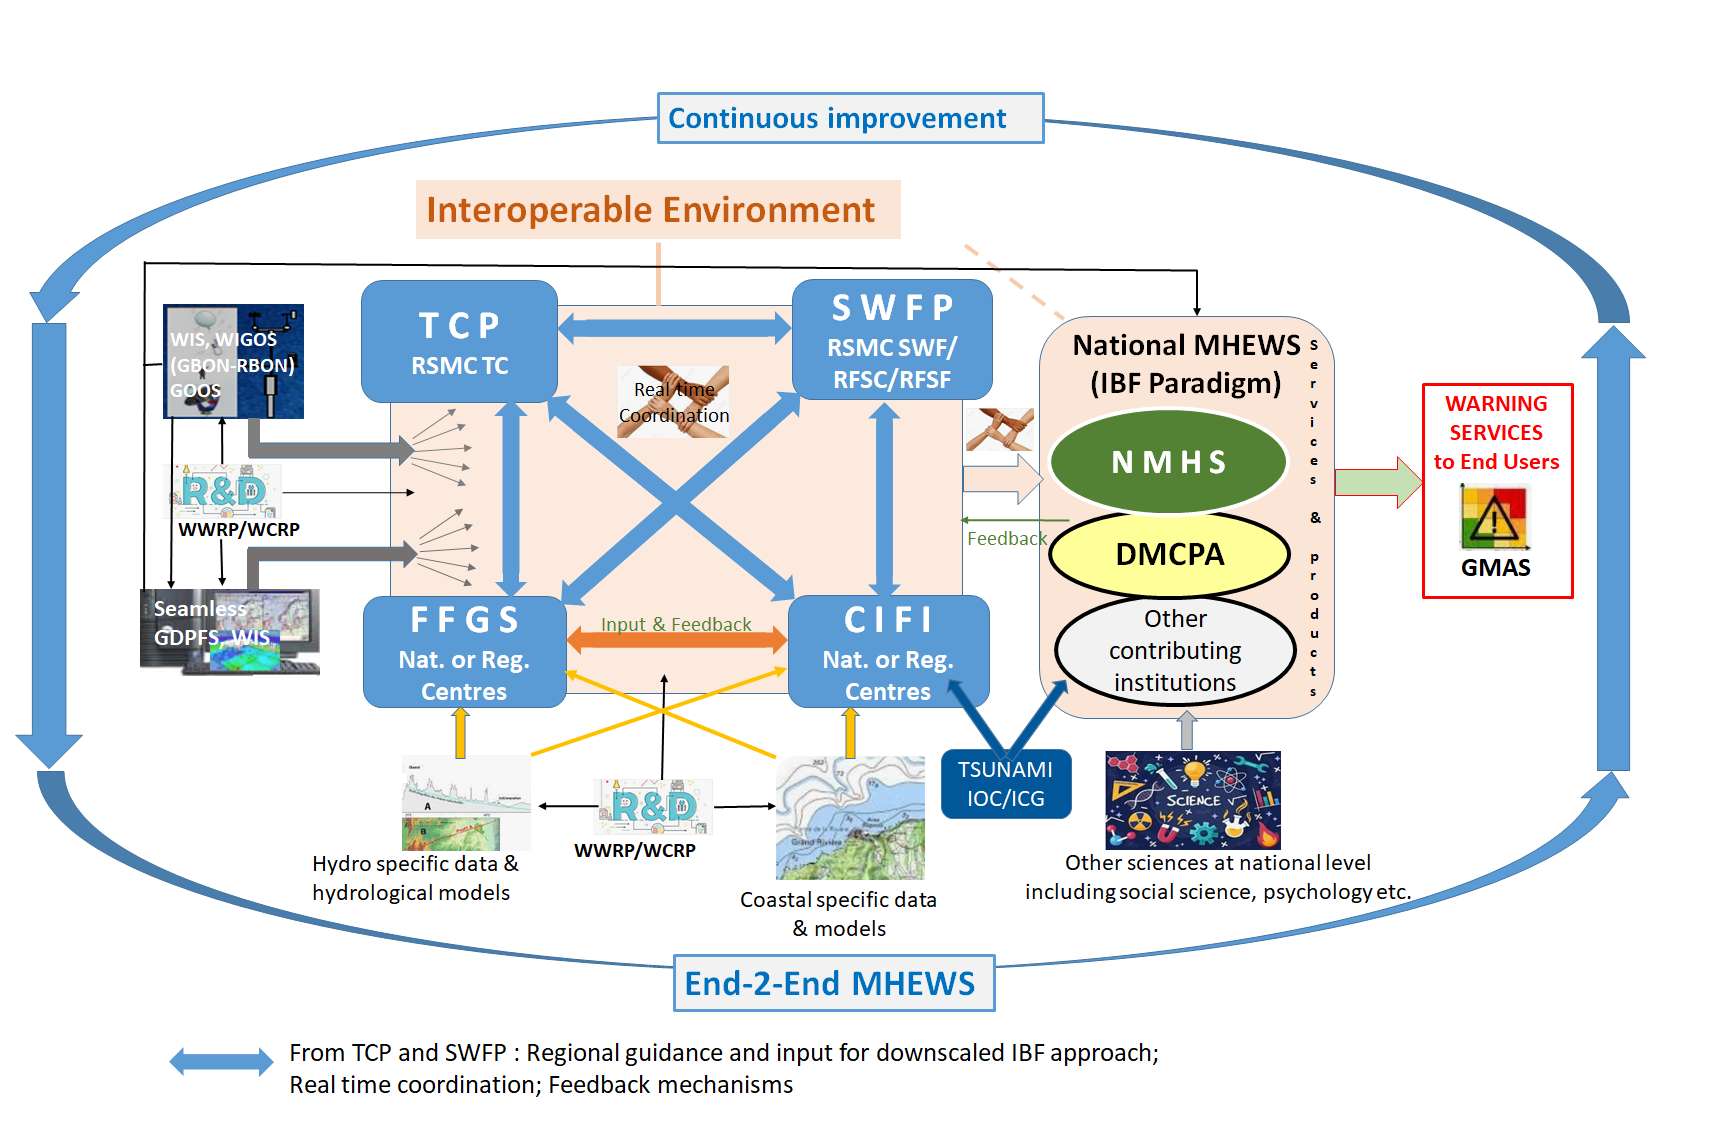 Continuous improvement
Interoperable Environment
T C P
RSMC TC
S W F P
RSMC SWF/
RFSC/RFSF
WIS, WIGOS
(GBON-RBON)
GOOS
Real time
Coordination
R&D
WWRP/WCRP
Seamless
GDPFS, WIS
F F G S
Nat. or Reg.
Centres
Input & Feedback
C I F I
Nat. or Reg.
Centres
Feedback
National MHEWS
(IBF Paradigm)
N M H S
DMCPA
Other
contributing
institutions
Services & products
WARNING
SERVICES
to End Users
GMAS
A
B
Hydro specific data &
hydrological models
R&D
WWRP/WCRP
Grand Rivière
Coastal specific data
& models
TSUNAMI
IOC/ICG
SCIENCE
Other sciences at national level
including social science, psychology etc.
End-2-End MHEWS
From TCP and SWFP : Regional guidance and input for downscaled IBF approach;
Real time coordination; Feedback mechanisms